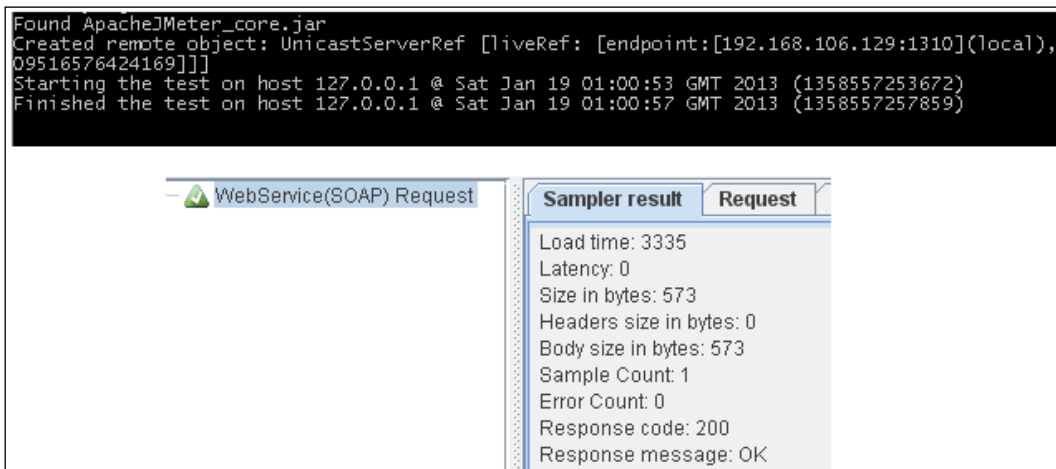 Found ApacheJMeter_core.jar
Created remote object: UnicastServerRef [liveRef: [endpoint:[192.168.106.129:1310](local),
09516576424169]]]
Starting the test on host 127.0.0.1 @ Sat Jan 19 01:00:53 GMT 2013 (1358557253672)
Finished the test on host 127.0.0.1 @ Sat Jan 19 01:00:57 GMT 2013 (1358557257859)
WebService(SOAP) Request
Sampler result Request
Load time: 3335
Latency: 0
Size in bytes: 573
Headers size in bytes: 0
Body size in bytes: 573
Sample Count: 1
Error Count: 0
Response code: 200
Response message: OK